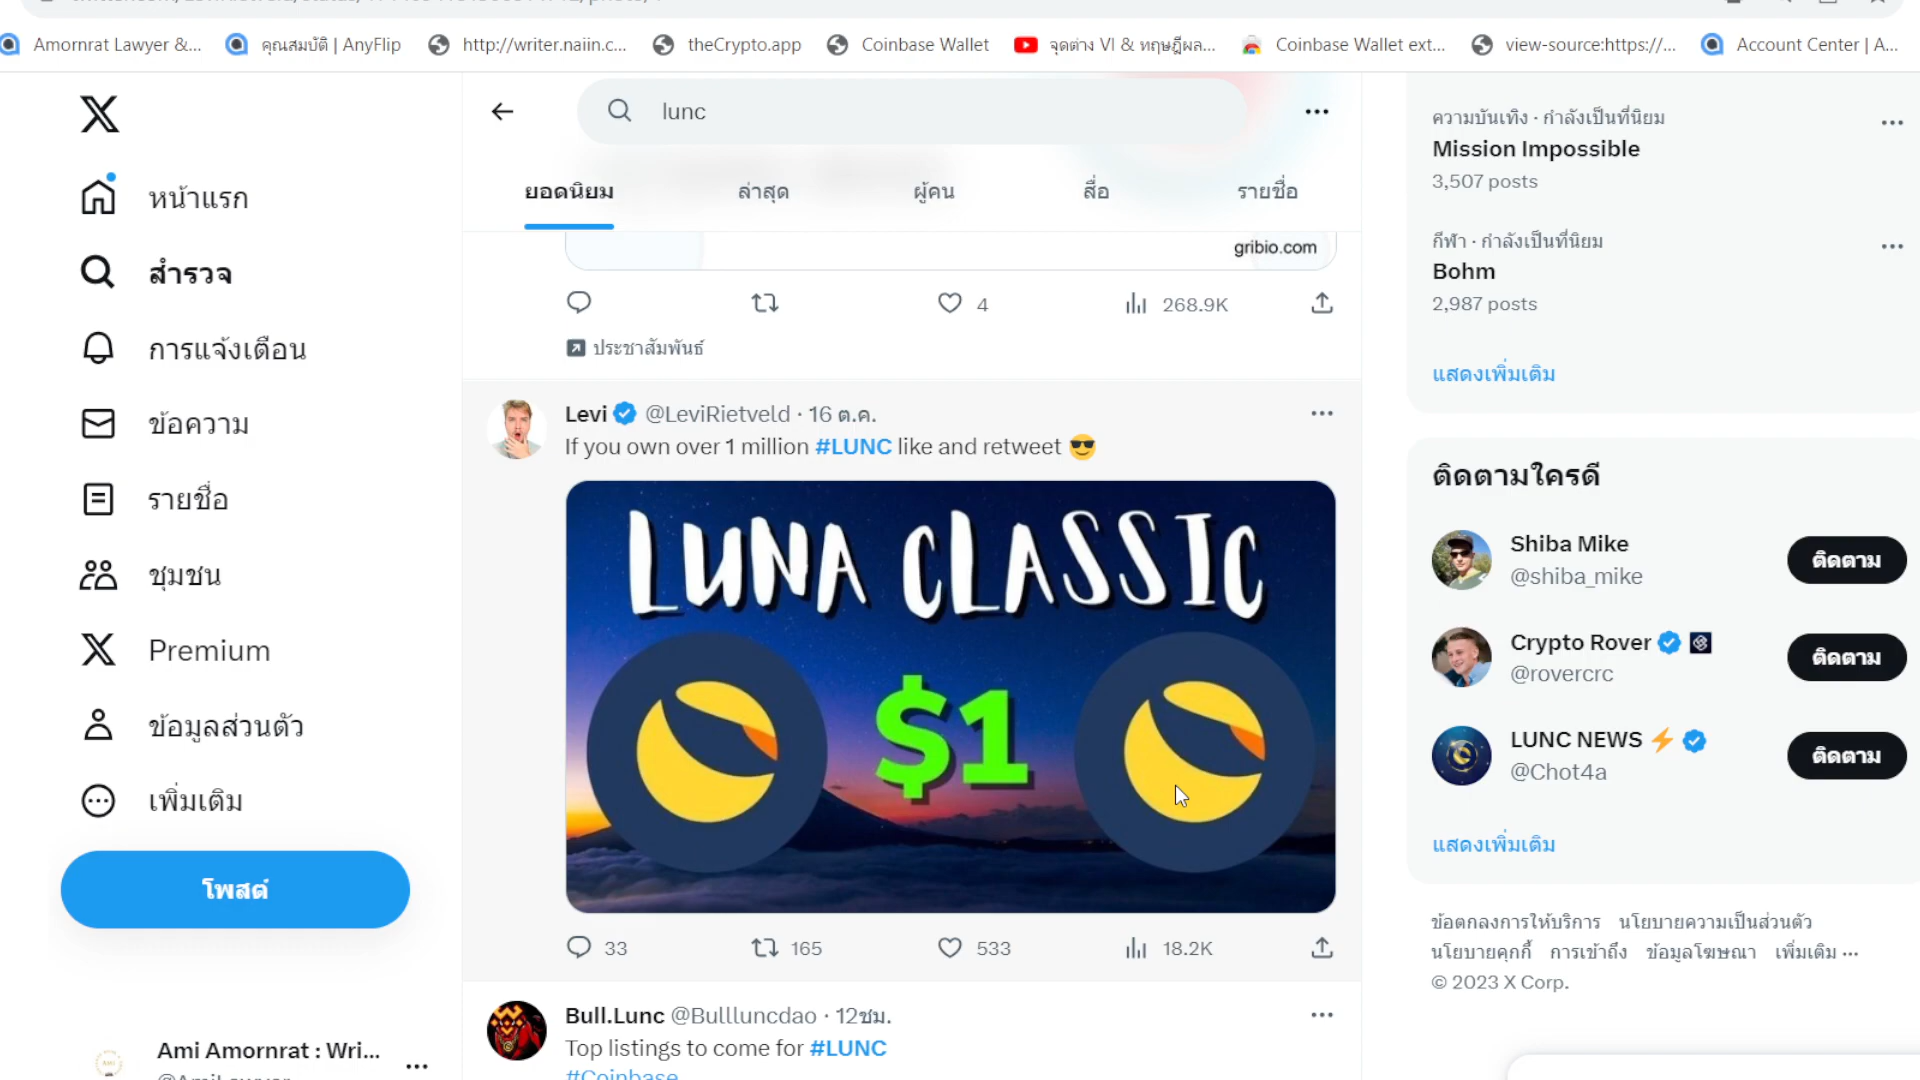 Amornrat Lawyer &...
คุณสมบัติ | AnyFlip
http://writer.naiin.c...
theCrypto.app
Coinbase Wallet
จุดต่าง VI & ทฤษฎีผล...
Coinbase Wallet ext...
view-source:https://...
Account Center | A...
หน้าแรก
สำรวจ
การแจ้งเตือน
ข้อความ
รายชื่อ
ชุมชน
Premium
ข้อมูลส่วนตัว
เพิ่มเติม
โพสต์
Ami Amornrat : Wri...
lunc
ยอดนิยม
ล่าสุด
ผู้คน
สื่อ
รายชื่อ
gribio.com
4
268.9K
ประชาสัมพันธ์
Levi @LeviRietveld · 16 ต.ค.
If you own over 1 million #LUNC like and retweet
LUNA CLASSIC
$1
33
165
533
18.2K
Bull.Lunc @Bullluncdao · 12ชม.
Top listings to come for #LUNC
#Coinbase
ความบันเทิง · กำลังเป็นที่นิยม
Mission Impossible
3,507 posts
กีฬา · กำลังเป็นที่นิยม
Bohm
2,987 posts
แสดงเพิ่มเติม
ติดตามใครดี
Shiba Mike
@shiba_mike
ติดตาม
Crypto Rover
@rovercrc
ติดตาม
LUNC NEWS
@Chot4a
ติดตาม
แสดงเพิ่มเติม
ข้อตกลงการให้บริการ นโยบายความเป็นส่วนตัว
นโยบายคุกกี้ การเข้าถึง ข้อมูลโฆษณา เพิ่มเติม ...
© 2023 X Corp.